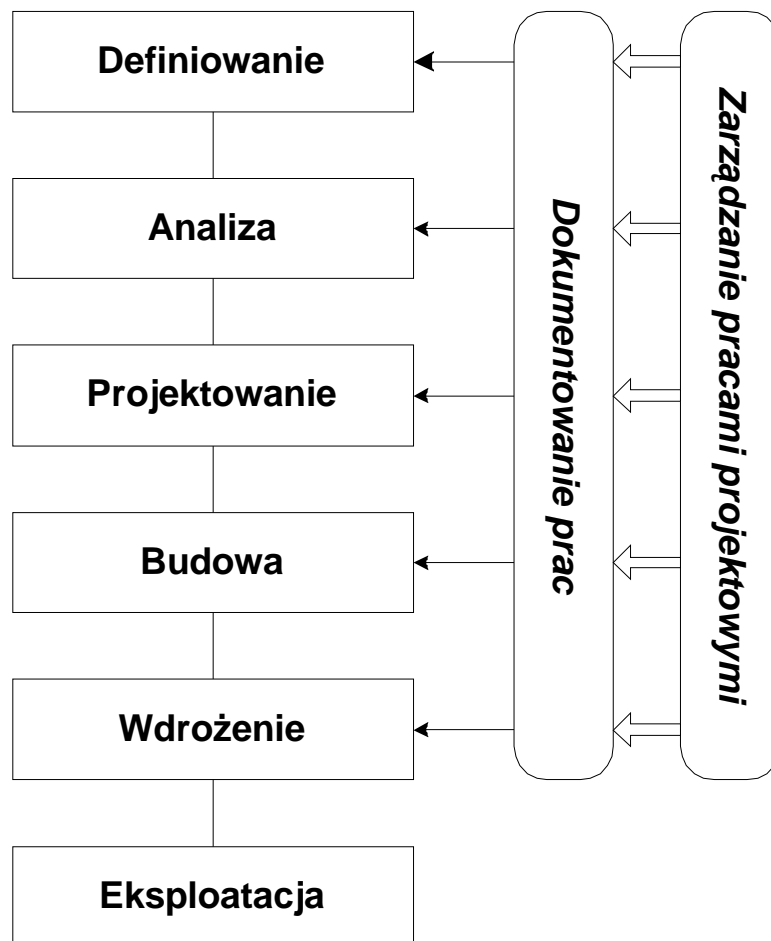 Definiowanie
Analiza
Projektowanie
Budowa
Wdrożenie
Eksploatacja
Dokumentowanie prac
Zarządzanie pracami projektowymi